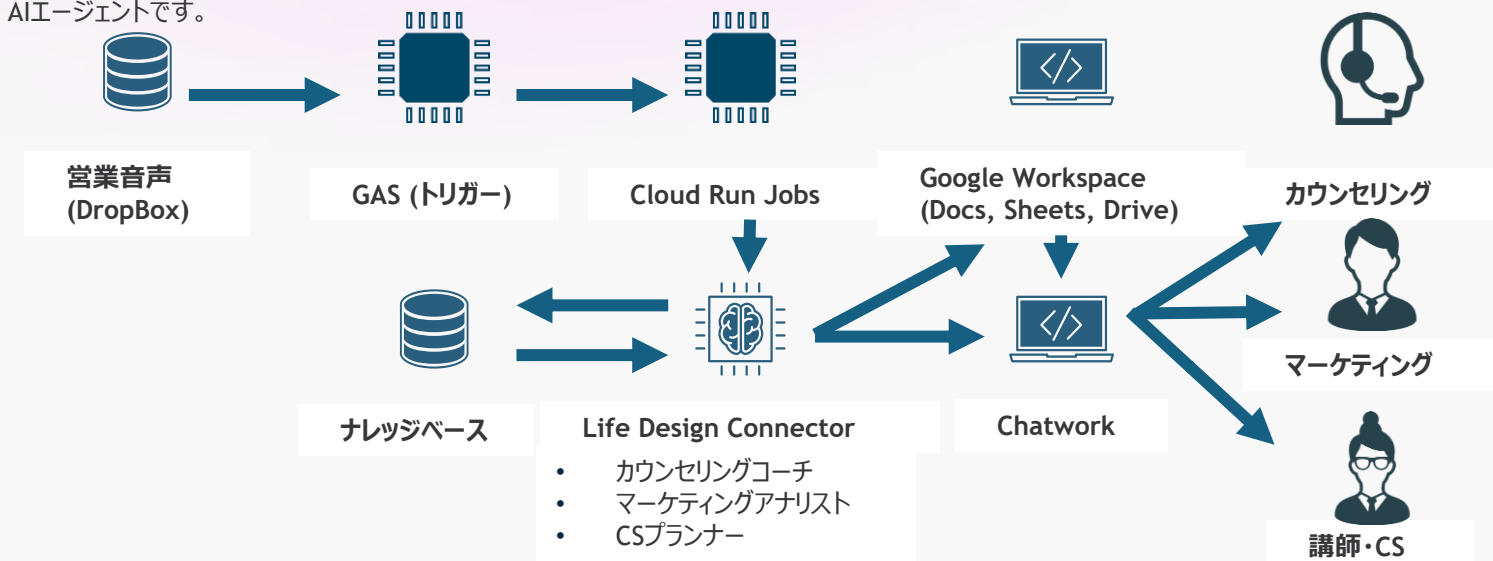 AIエージェントです。
営業音声
(DropBox)
GAS (トリガー)
Cloud Run Jobs
Google Workspace
(Docs, Sheets, Drive)
カウンセリング
マーケティング
ナレッジベース
Life Design Connector
• カウンセリングコーチ
• マーケティングアナリスト
• CSプランナー
Chatwork
講師・CS